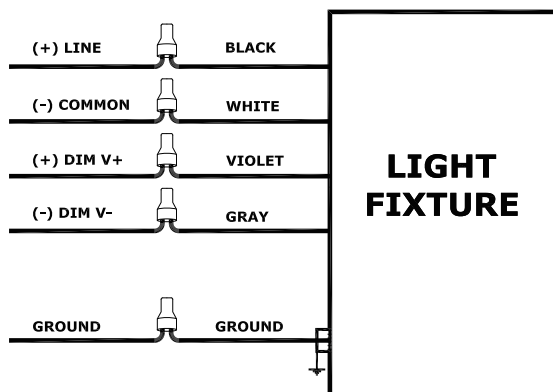 (+) LINE BLACK
(-) COMMON WHITE
(+) DIM V+ VIOLET
(-) DIM V- GRAY
GROUND GROUND
LIGHT
FIXTURE